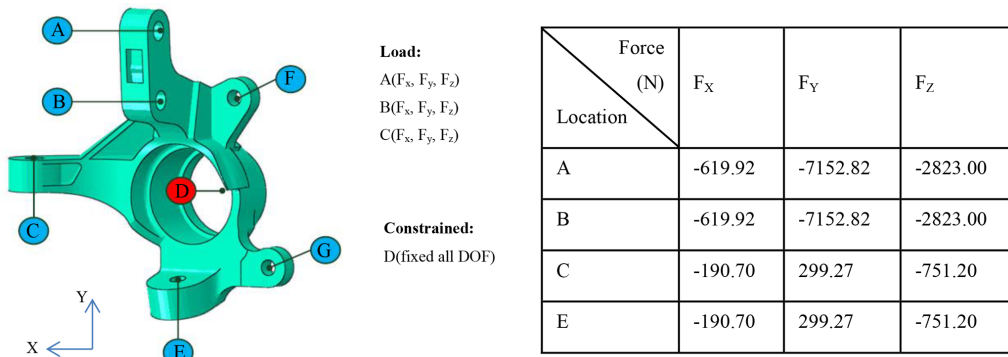 A
B
C
D
E
F
G
Y
X
Load:
A(Fx, Fy, Fz)
B(Fx, Fy, Fz)
C(Fx, Fy, Fz)
Constrained:
D(fixed all DOF)
Force
(N)
Location
FX FY FZ
A -619.92 -7152.82 -2823.00
B -619.92 -7152.82 -2823.00
C -190.70 299.27 -751.20
E -190.70 299.27 -751.20